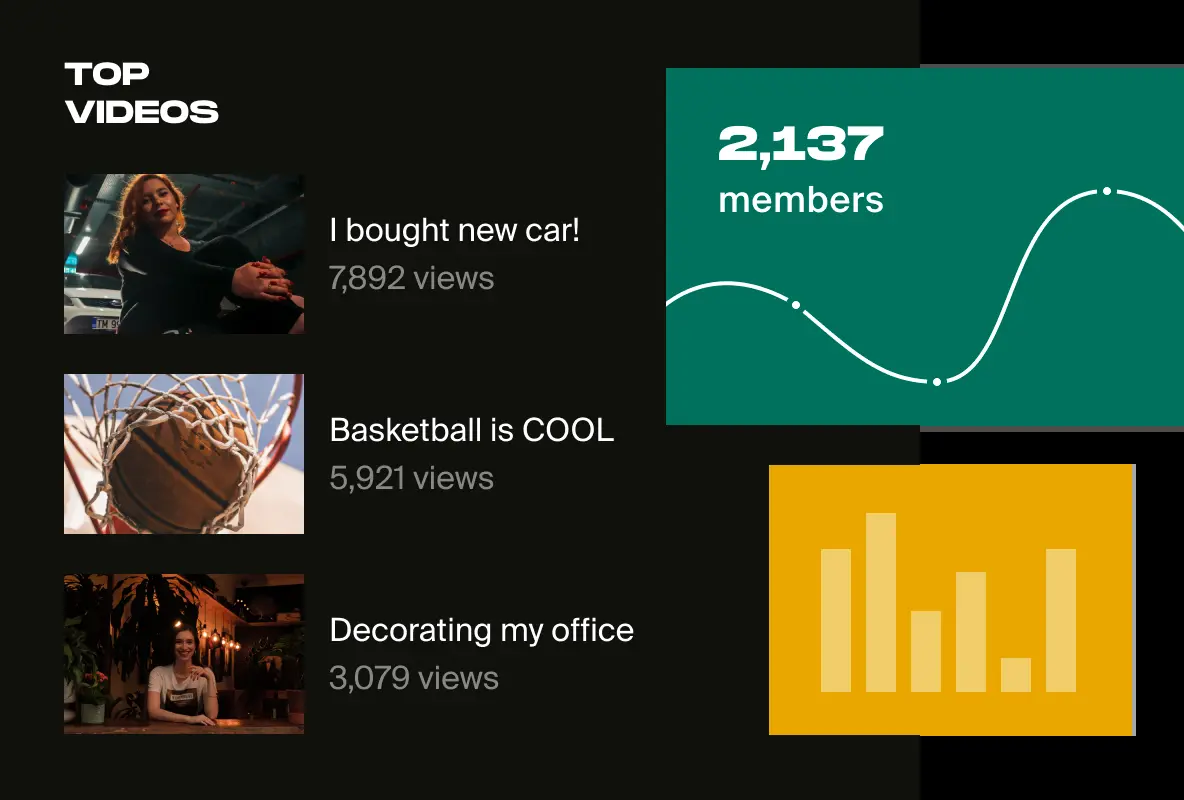 TOP
VIDEOS
I bought new car!
7,892 views
Basketball is COOL
5,921 views
Decorating my office
3,079 views
2,137
members